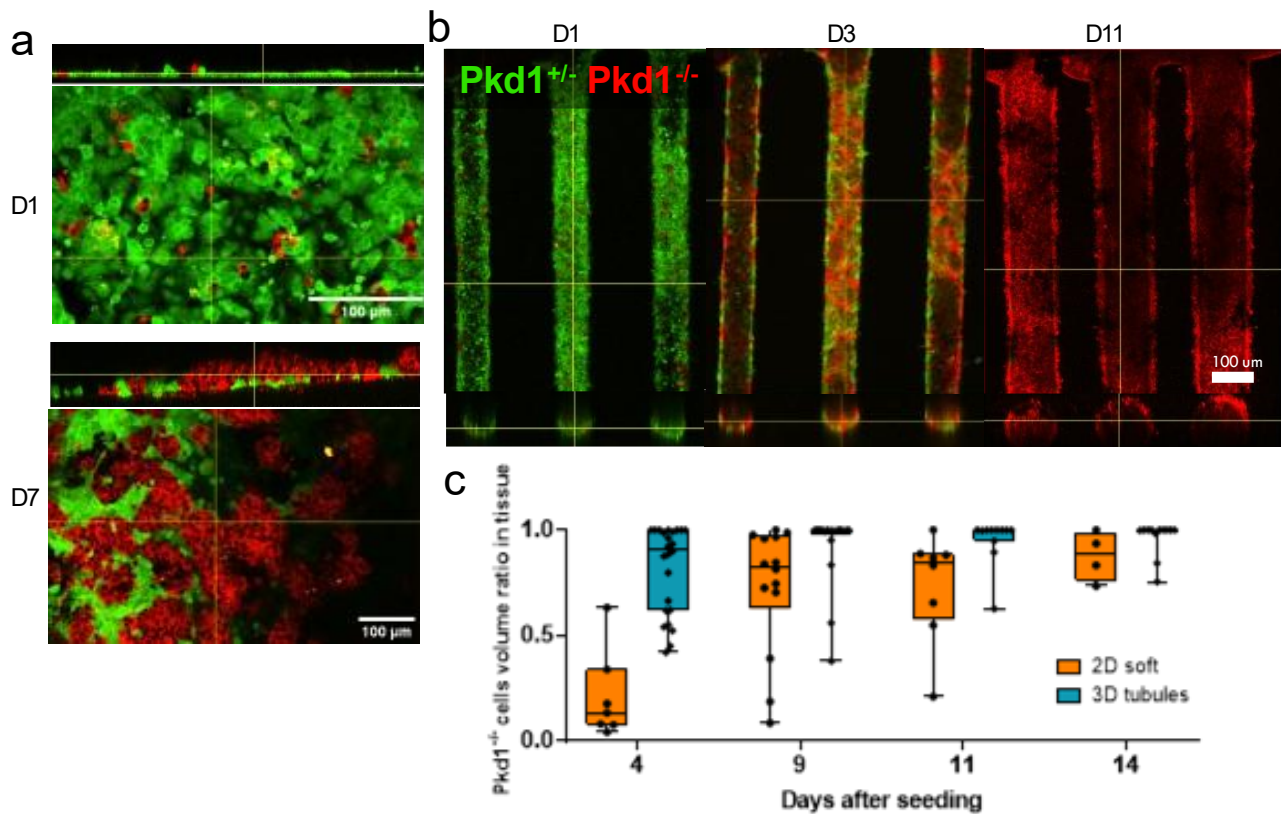 a
D1
100 μm
D7
100 μm
b
D1 D3 D11
Pkd1+/- Pkd1-/-
100 um
c
Pkd1-/- cells volume ratio in tissue
1.0
0.5
0.0
2D soft
3D tubules
4 9 11 14
Days after seeding